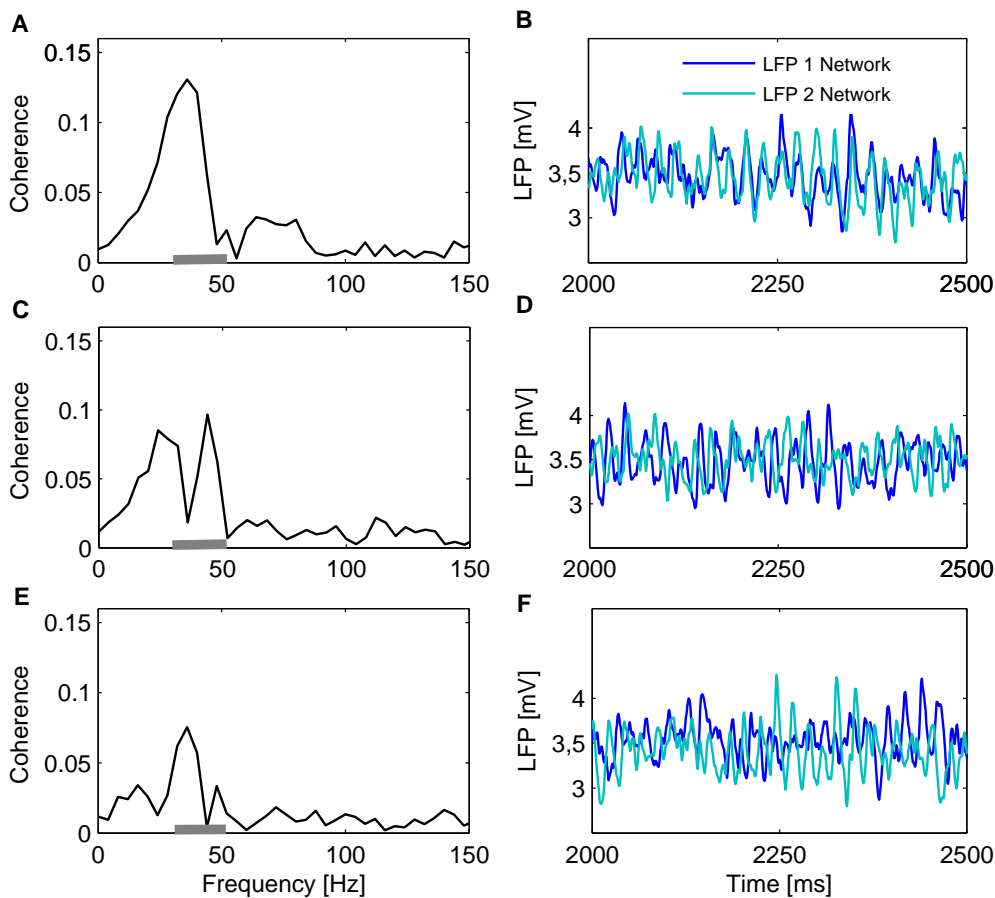 A
0.15
0.1
0.05
0
Coherence
0
50
100
150
B
LFP 1 Network
LFP 2 Network
4
3,5
3
LFP [mV]
2000
2250
2500
C
0.15
0.1
0.05
0
Coherence
0
50
100
150
D
4
3.5
3
LFP [mV]
2000
2250
2500
E
0.15
0.1
0.05
0
Coherence
0
50
100
150
Frequency [Hz]
F
4
3,5
3
LFP [mV]
2000
2250
2500
Time [ms]